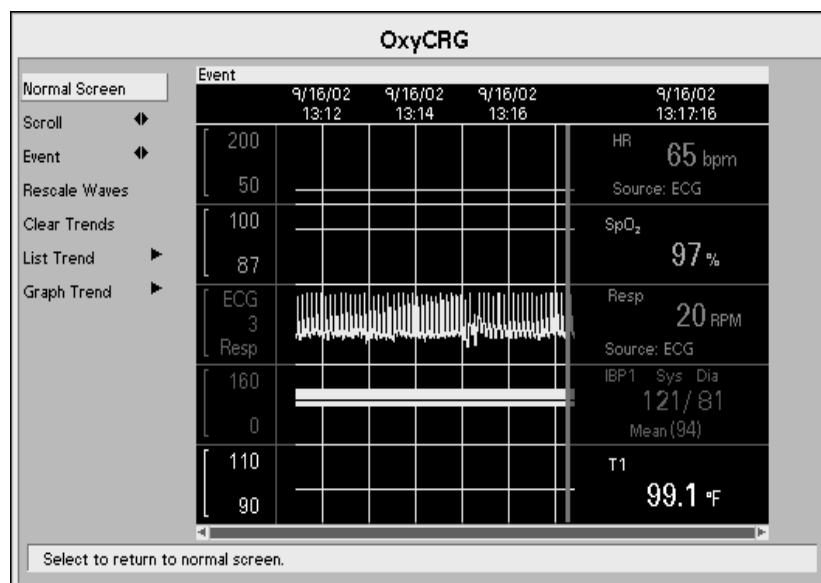 OxyCRG
Normal Screen
Scroll
Event
Rescale Waves
Clear Trends
List Trend
Graph Trend
Event
9/16/02 9/16/02 9/16/02 9/16/02
13:12 13:14 13:16 13:17:16
200
50
HR
65 bpm
Source: ECG
100
87
SpO₂
97 %
ECG
3
Resp
Resp
20 RPM
Source: ECG
160
0
IBP1 Sys Dia
121/ 81
Mean (94)
110
90
T1
99.1 °F
Select to return to normal screen.